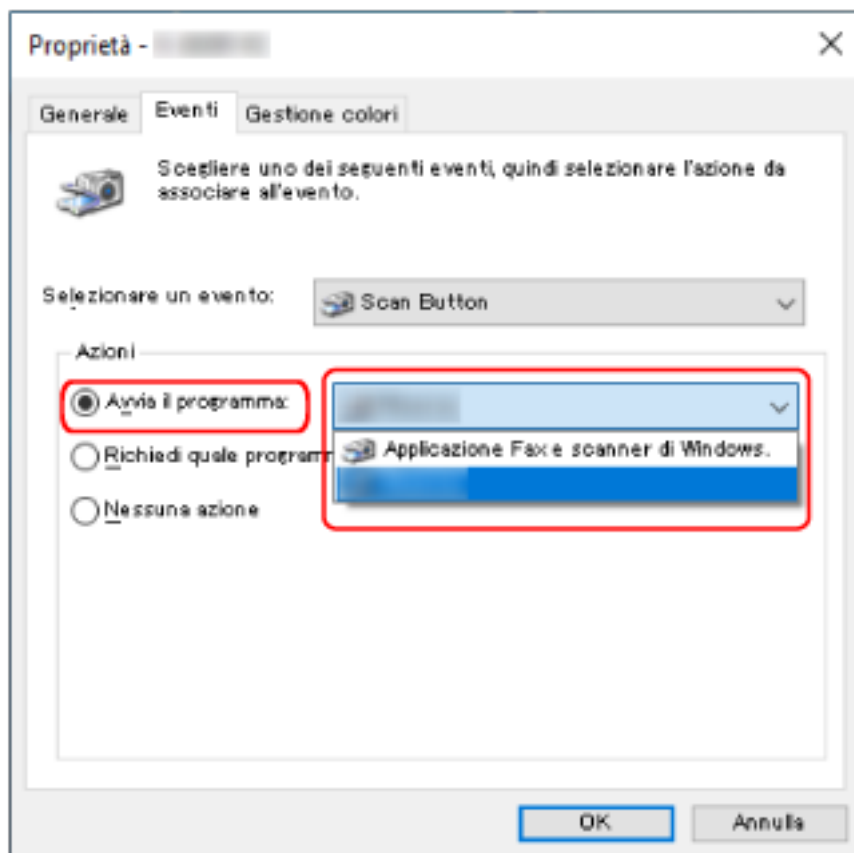 Proprietà -
Generale Eventi Gestione colori
Scegliere uno dei seguenti eventi, quindi selezionare l'azione da
associare all'evento.
Selezionare un evento: Scan Button
Azioni
Avvia il programma:
Richiedi quale programm
Applicazione Fax e scanner di Windows.
Nessuna azione
OK Annulla